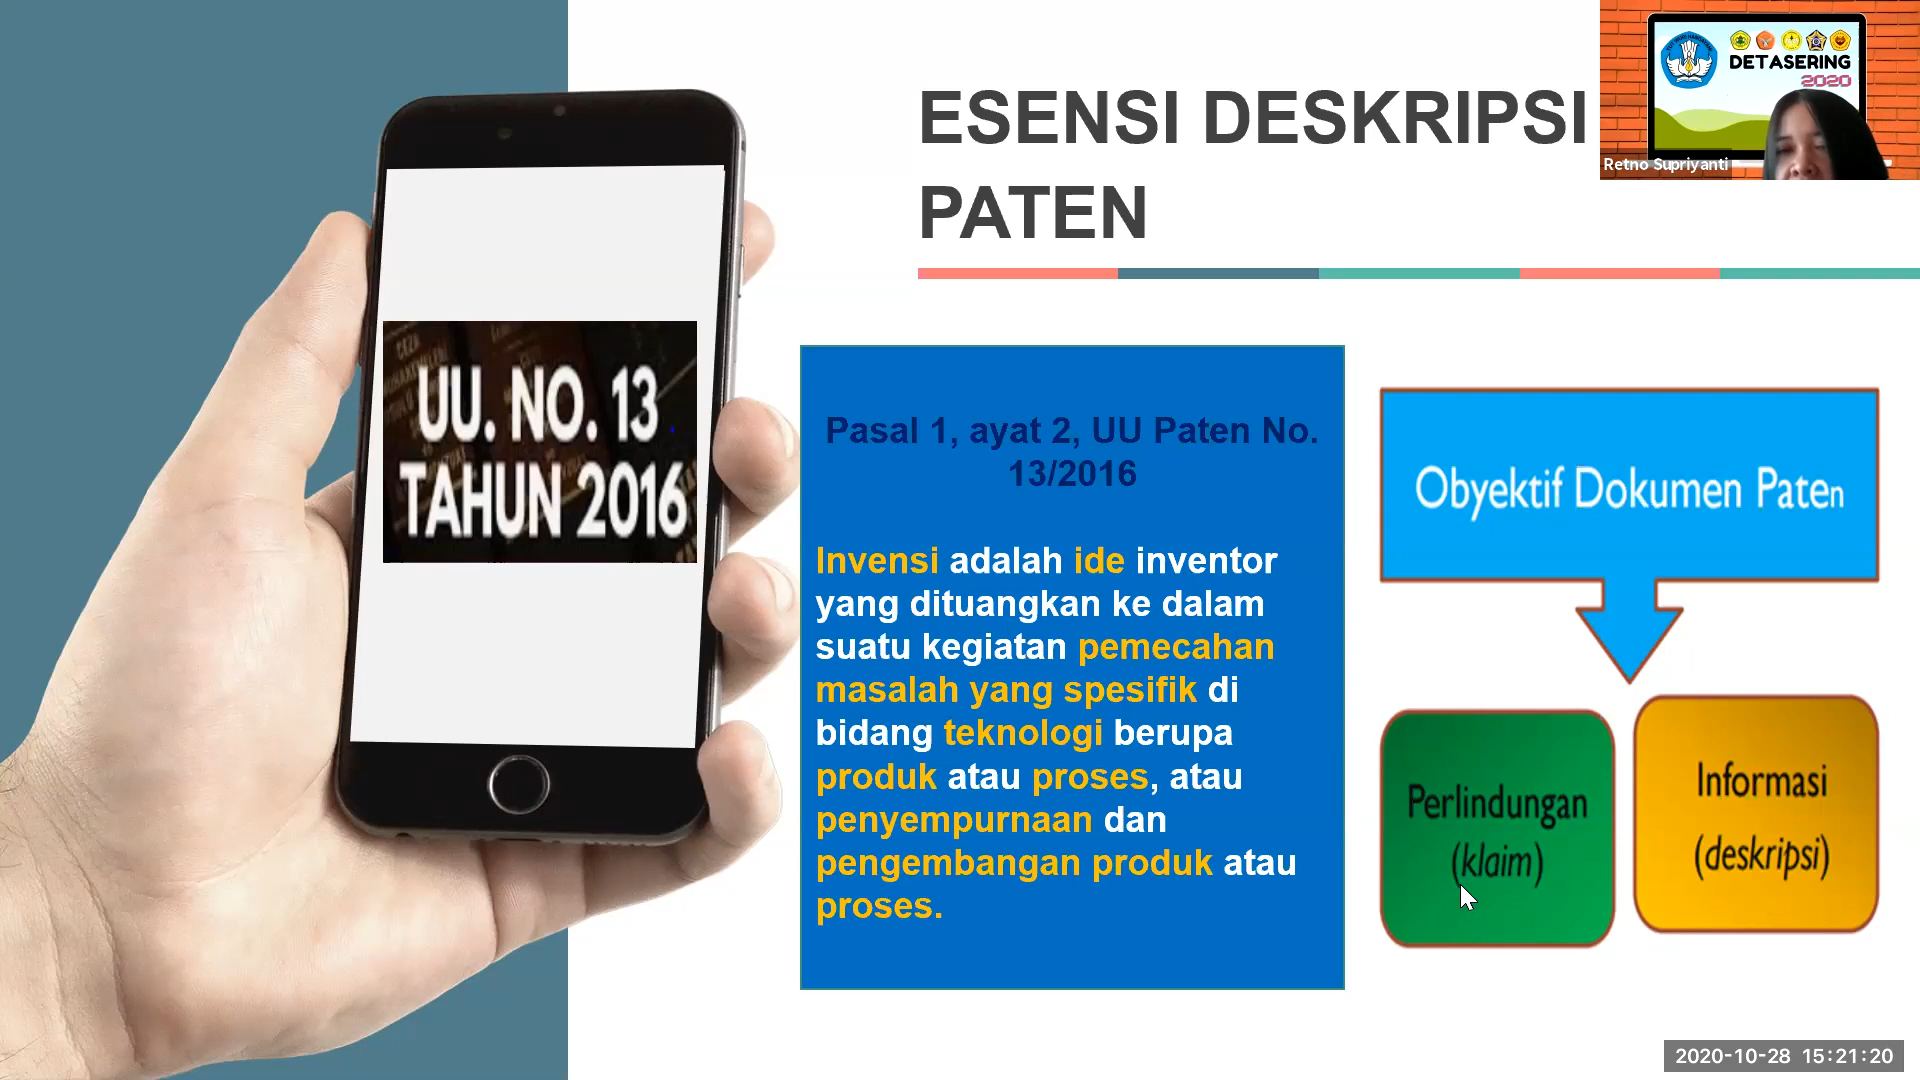 ESENSI DESKRIPSI
PATEN
DETASERING
2020
Retno Supriyanti
UU. NO. 13
TAHUN 2016
Pasal 1, ayat 2, UU Paten No.
13/2016
Invensi adalah ide inventor
yang dituangkan ke dalam
suatu kegiatan pemecahan
masalah yang spesifik di
bidang teknologi berupa
produk atau proses, atau
penyempurnaan dan
pengembangan produk atau
proses.
Obyektif Dokumen Paten
Perlindungan
(klaim)
Informasi
(deskripsi)
2020-10-28 15:21:20